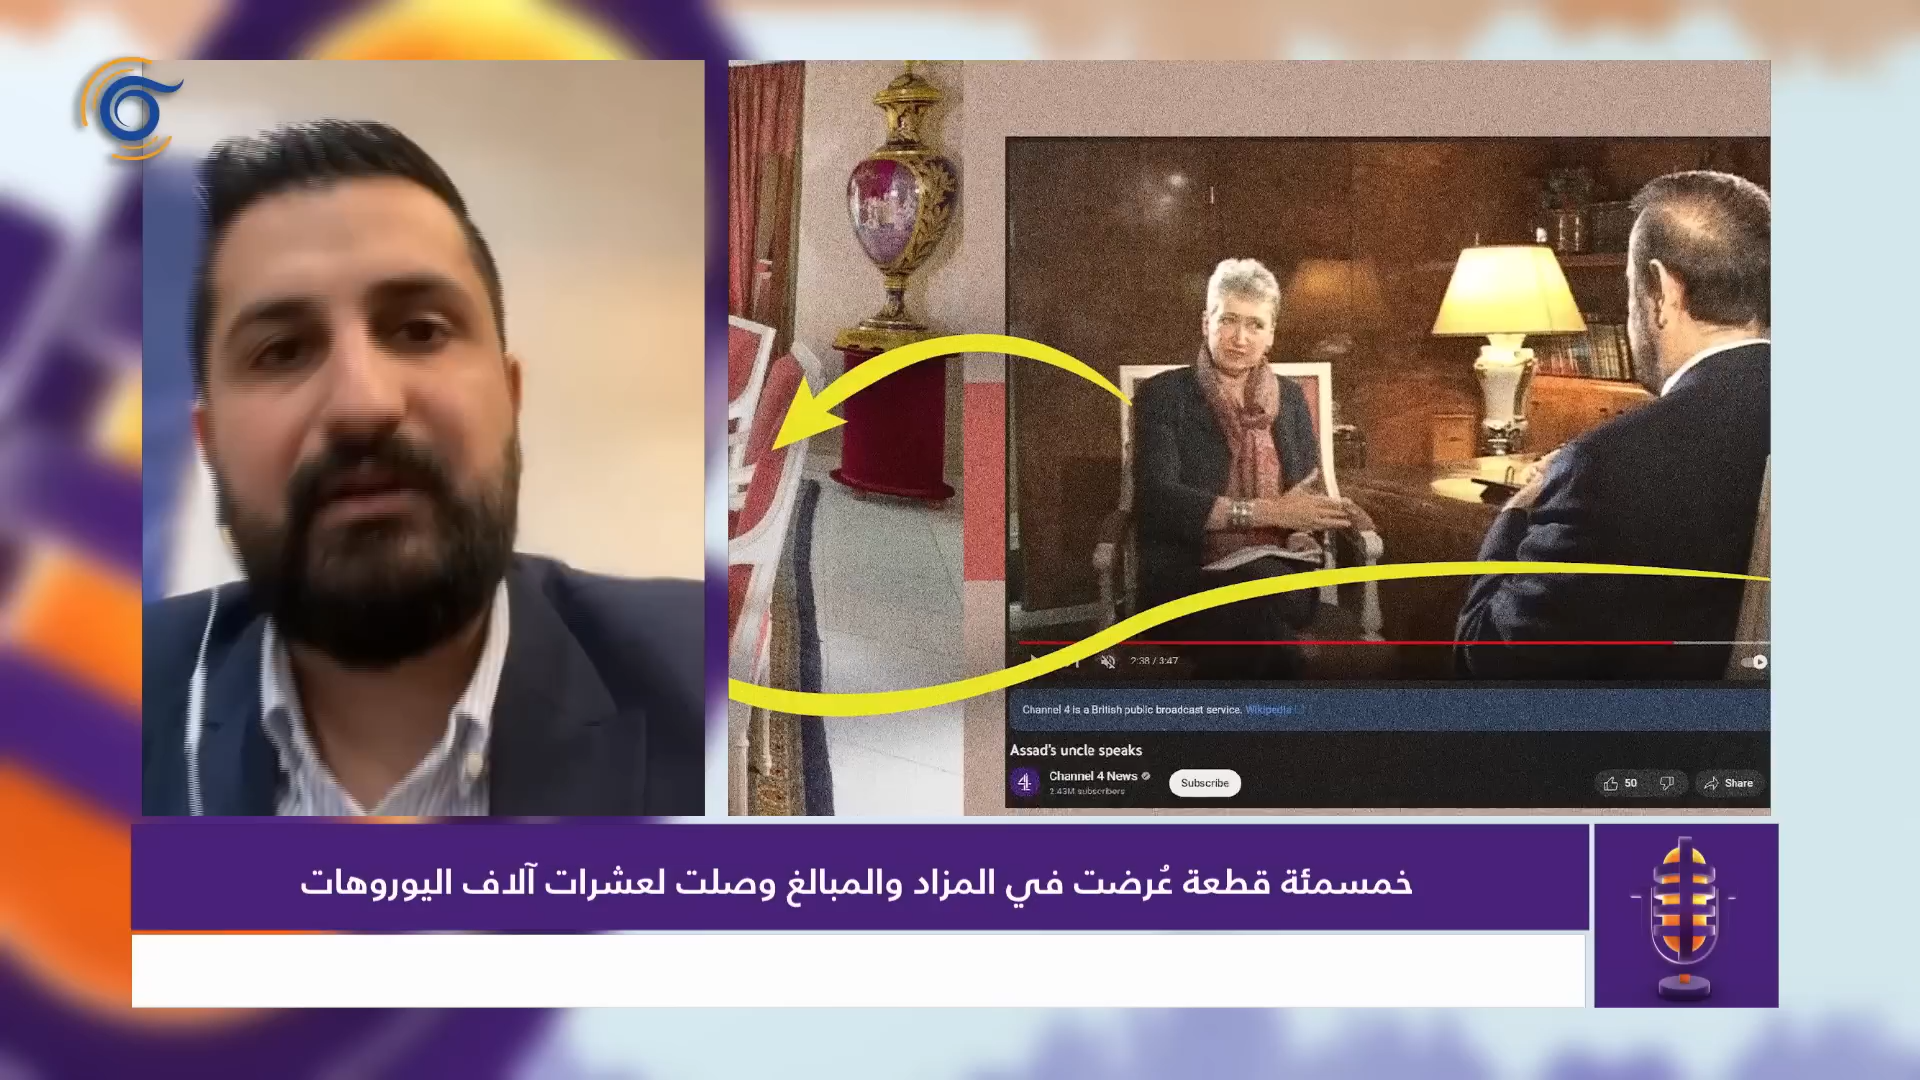 2:38 / 3:47
Channel 4 is a British public broadcast service. Wikipedia
Assad's uncle speaks
Channel 4 News
2.43M subscribers
Subscribe
50
Share
خمسمئة قطعة عُرضت في المزاد والمبالغ وصلت لعشرات آلاف اليوروهات